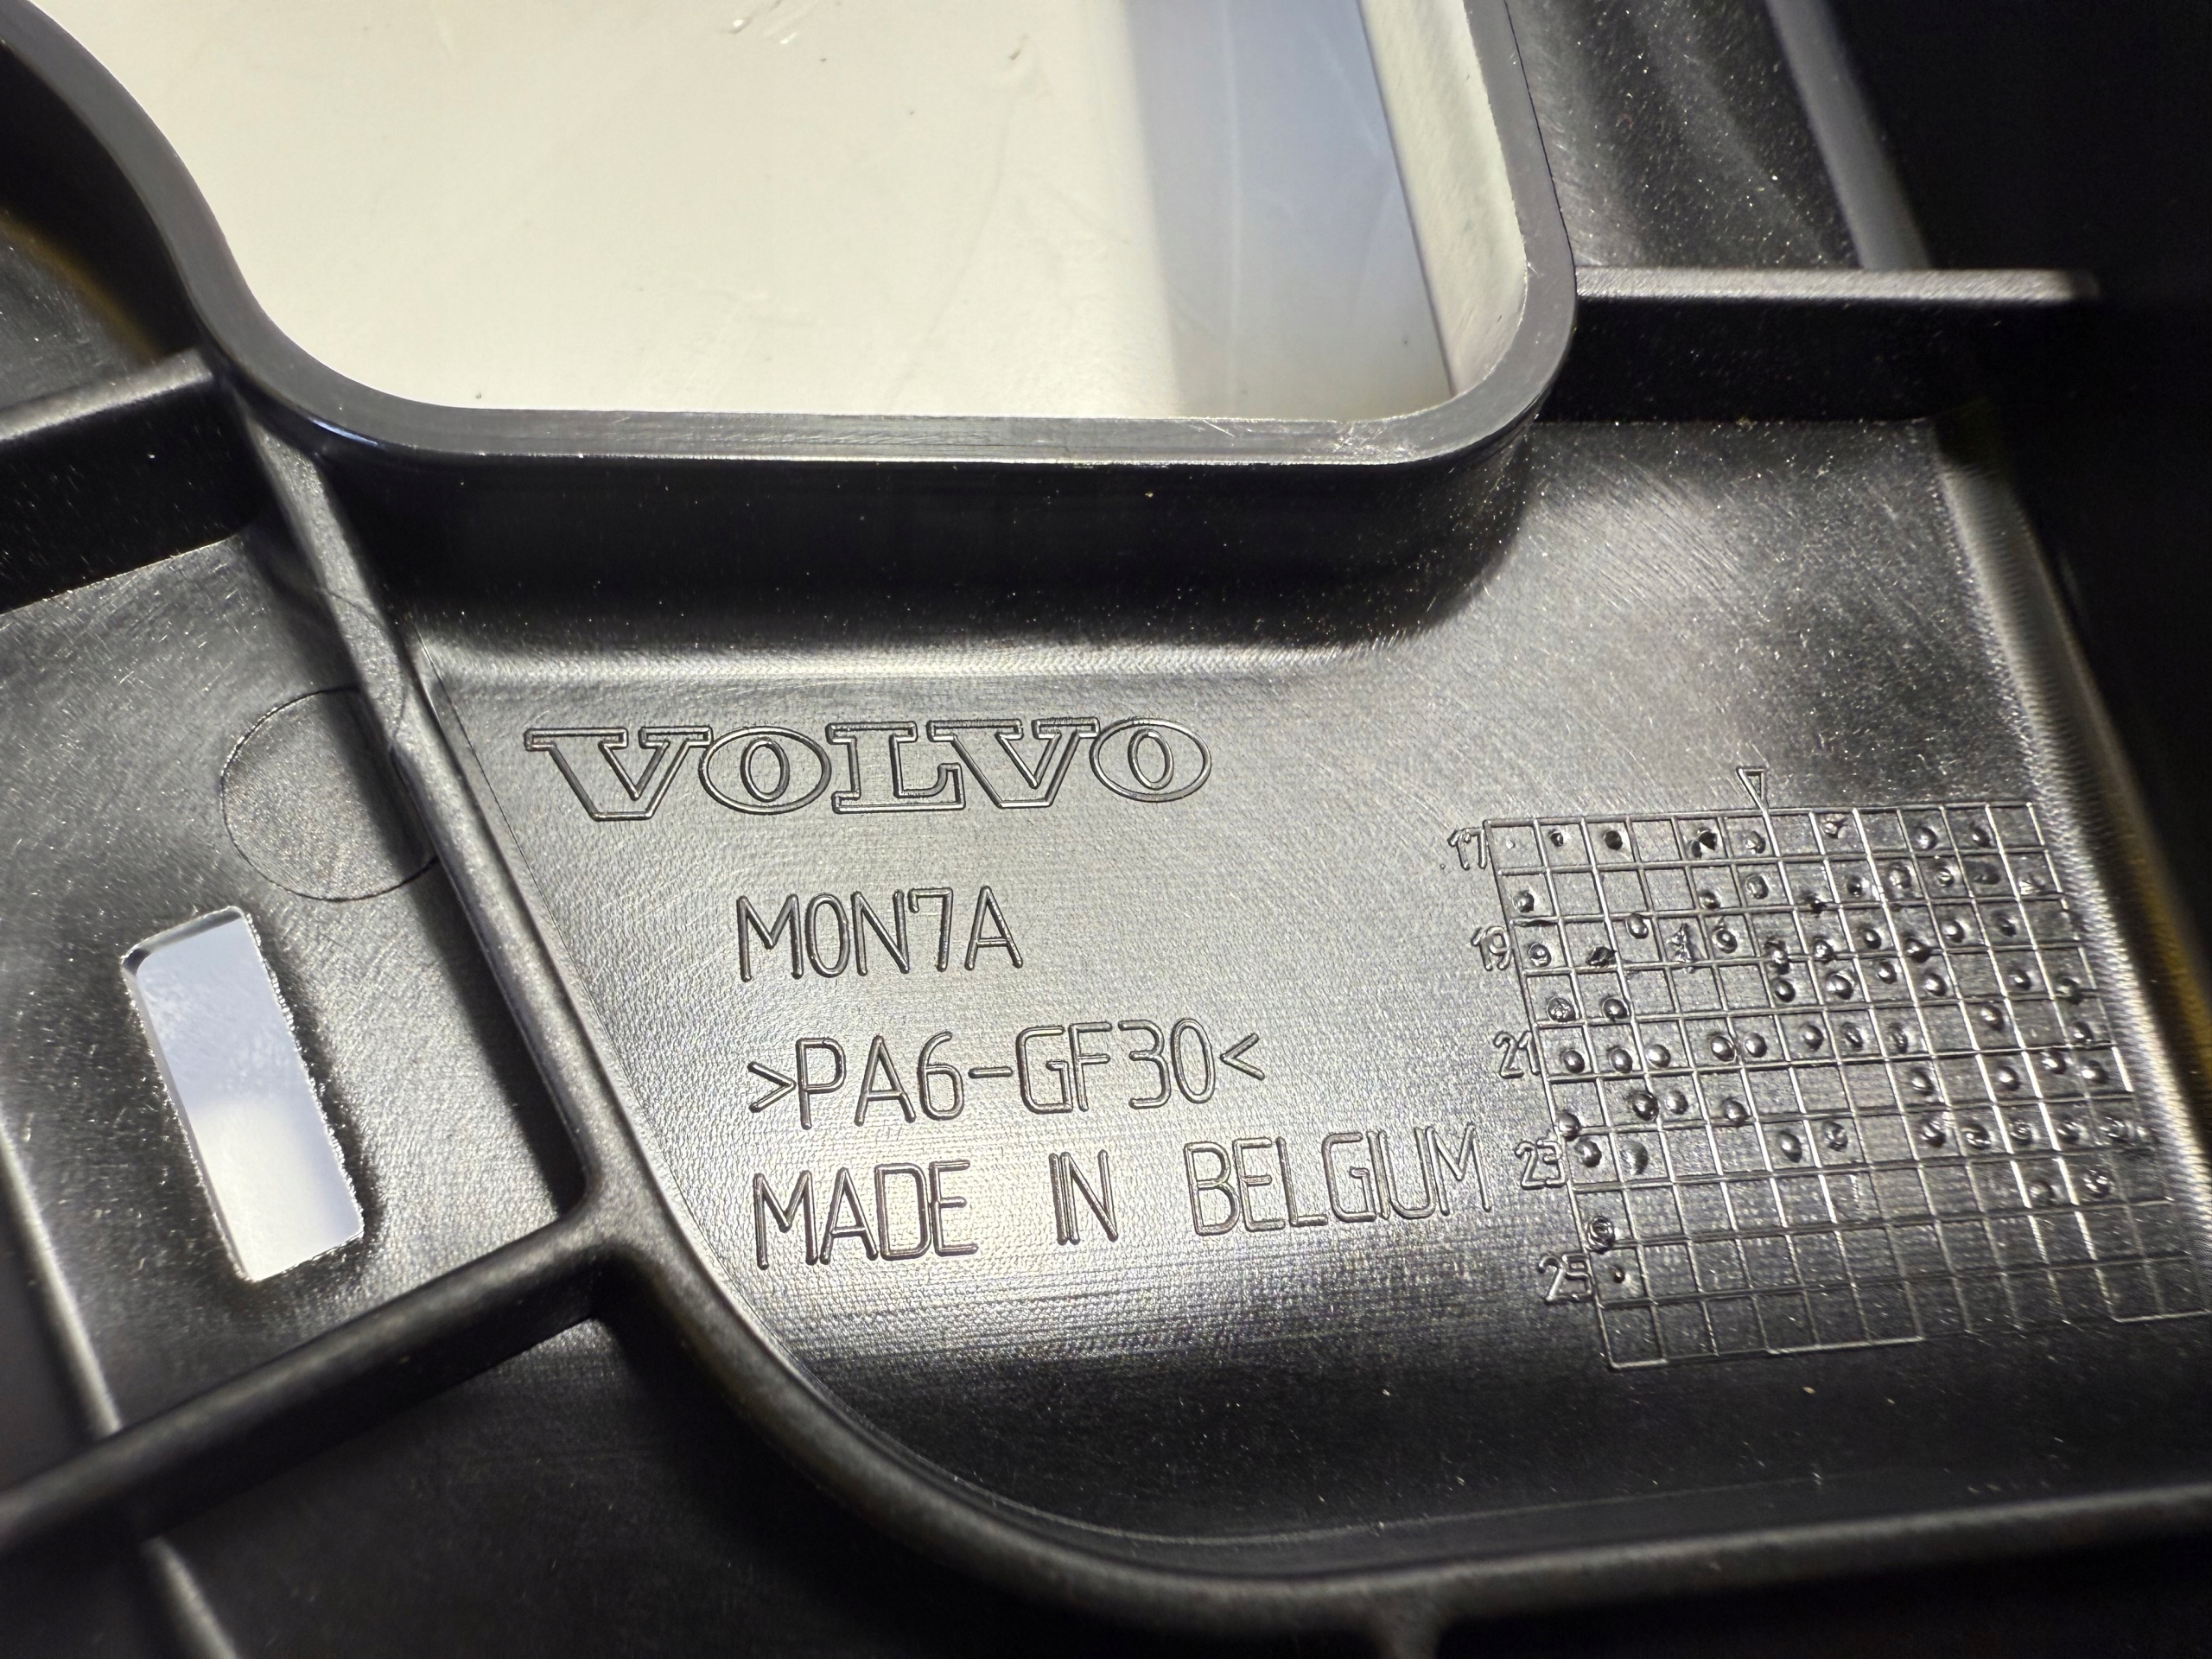 VOLVO
M0N7A
>PA6-GF30<
MADE IN BELGIUM
17
19
21
23
25